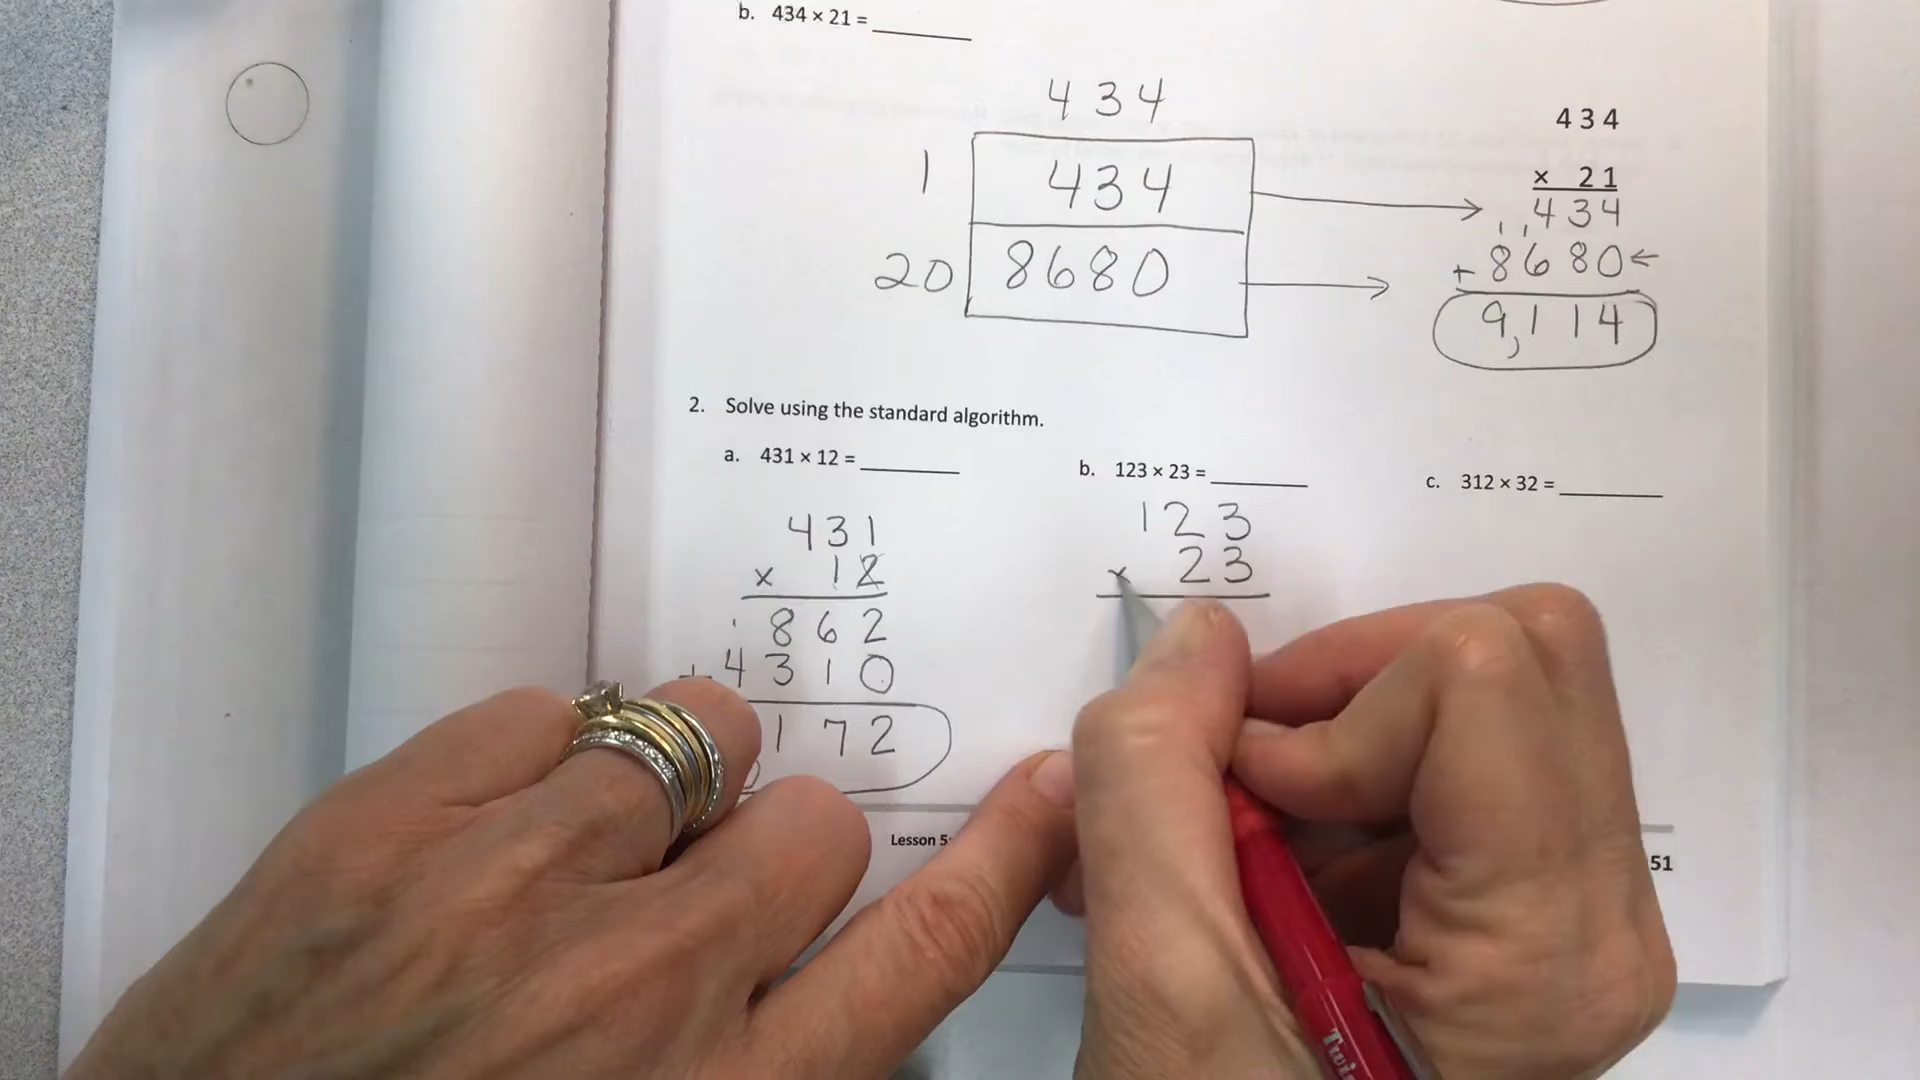 b. 434 × 21 = ________
434
1 434
20 8680
434
× 21
434
+8680
9,114
2. Solve using the standard algorithm.
a. 431 × 12 = ________
431
× 12
862
+4310
172
b. 123 × 23 = ________
123
× 23
c. 312 × 32 = ________
Lesson 5:
51